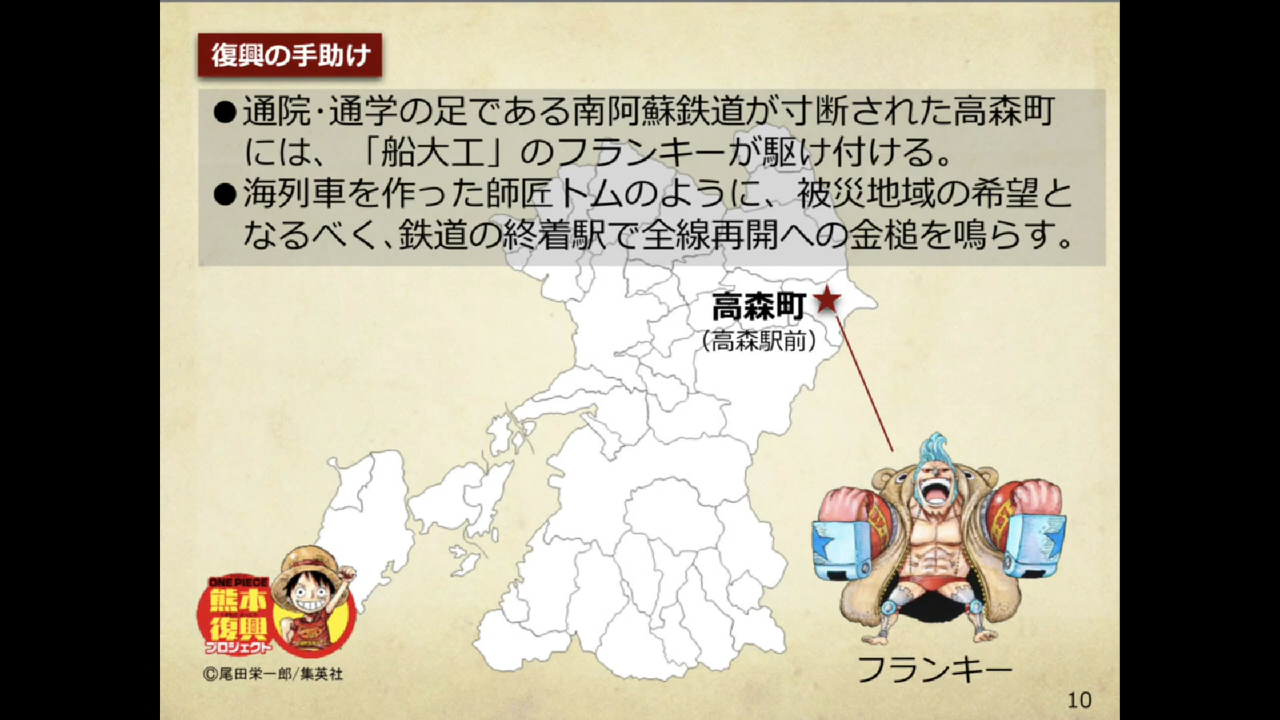 復興の手助け
●通院・通学の足である南阿蘇鉄道が寸断された高森町
には、「船大工」のフランキーが駆け付ける。
●海列車を作った師匠トムのように、被災地域の希望と
なるべく、鉄道の終着駅で全線再開への金槌を鳴らす。
高森町
（高森駅前）
ONE PIECE
熊本
復興
プロジェクト
©尾田栄一郎/集英社
フランキー
10